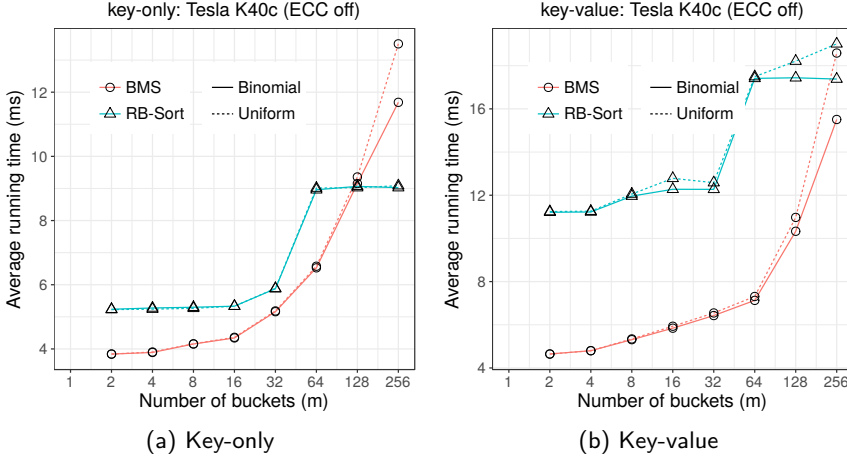 key-only: Tesla K40c (ECC off)
Average running time (ms)
12
10
8
6
4
BMS
RB-Sort
Binomial
Uniform
1 2 4 8 16 32 64 128 256
Number of buckets (m)
(a) Key-only
key-value: Tesla K40c (ECC off)
Average running time (ms)
16
12
8
4
BMS
RB-Sort
Binomial
Uniform
1 2 4 8 16 32 64 128 256
Number of buckets (m)
(b) Key-value